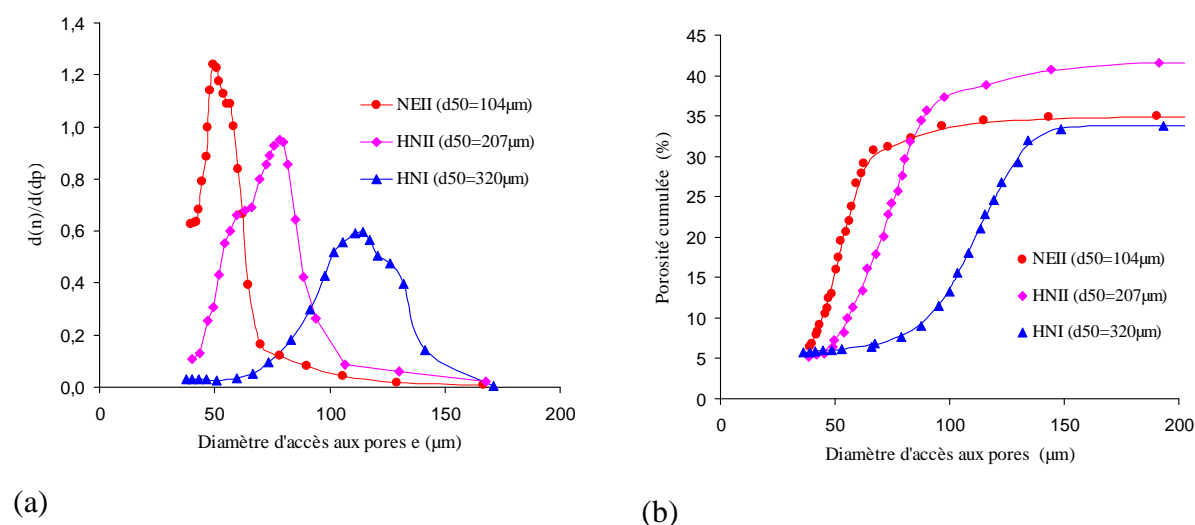 1,4
1,2
1,0
0,8
0,6
0,4
0,2
0,0
d(n)/d(dp)
0
50
100
150
200
Diamètre d'accès aux pores e (µm)
NEII (d50=104µm)
HNII (d50=207µm)
HNI (d50=320µm)
(a)
45
40
35
30
25
20
15
10
5
0
Porosité cumulée (%)
0
50
100
150
200
Diamètre d'accès aux pores (µm)
NEII (d50=104µm)
HNII (d50=207µm)
HNI (d50=320µm)
(b)